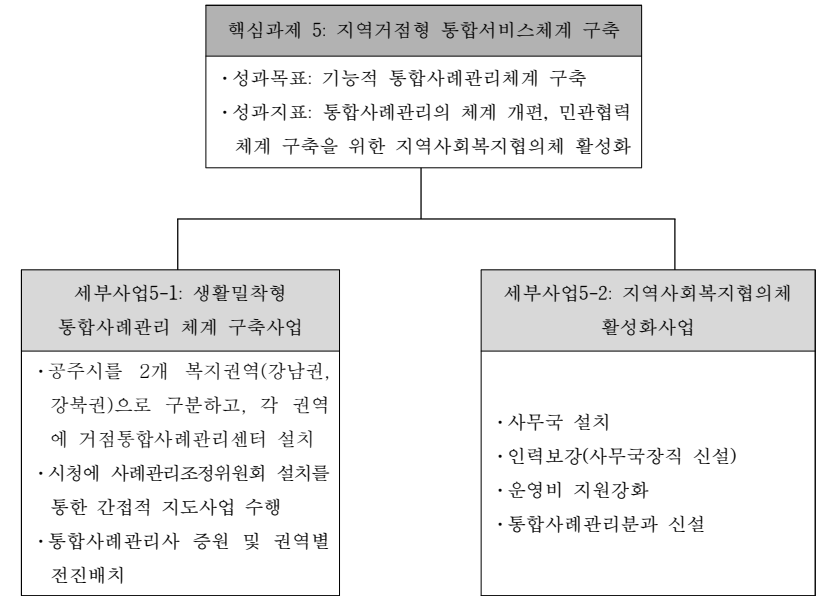 핵심과제 5: 지역거점형 통합서비스체계 구축
·성과목표: 기능적 통합사례관리체계 구축
·성과지표: 통합사례관리의 체계 개편, 민관협력
체계 구축을 위한 지역사회복지협의체 활성화
세부사업5-1: 생활밀착형
통합사례관리 체계 구축사업
·공주시를 2개 복지권역(강남권,
강북권)으로 구분하고, 각 권역
에 거점통합사례관리센터 설치
·시청에 사례관리조정위원회 설치를
통한 간접적 지도사업 수행
·통합사례관리사 증원 및 권역별
전진배치
세부사업5-2: 지역사회복지협의체
활성화사업
·사무국 설치
·인력보강(사무국장직 신설)
·운영비 지원강화
·통합사례관리분과 신설